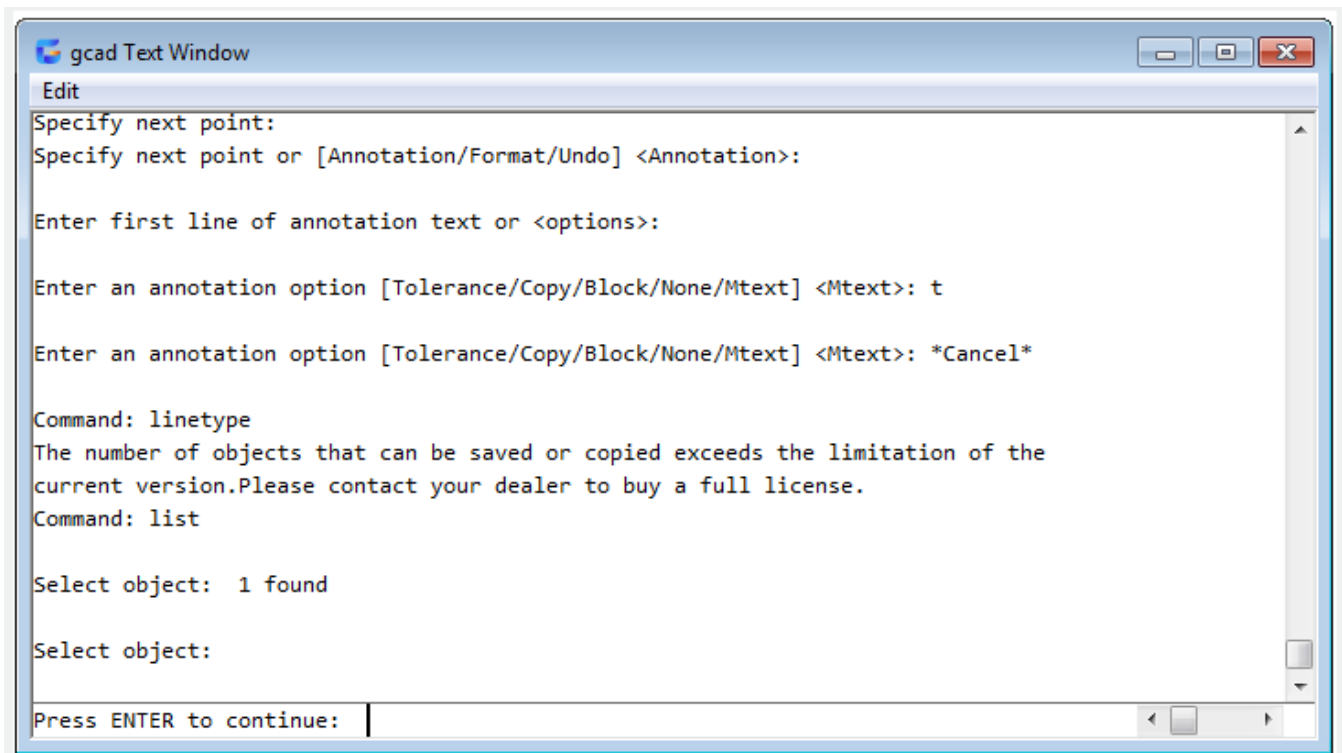 gcad Text Window
Edit
Specify next point:
Specify next point or [Annotation/Format/Undo] <Annotation>:
Enter first line of annotation text or <options>:
Enter an annotation option [Tolerance/Copy/Block/None/Mtext] <Mtext>: t
Enter an annotation option [Tolerance/Copy/Block/None/Mtext] <Mtext>: *Cancel*
Command: linetype
The number of objects that can be saved or copied exceeds the limitation of the
current version.Please contact your dealer to buy a full license.
Command: list
Select object:  1 found
Select object:
Press ENTER to continue: